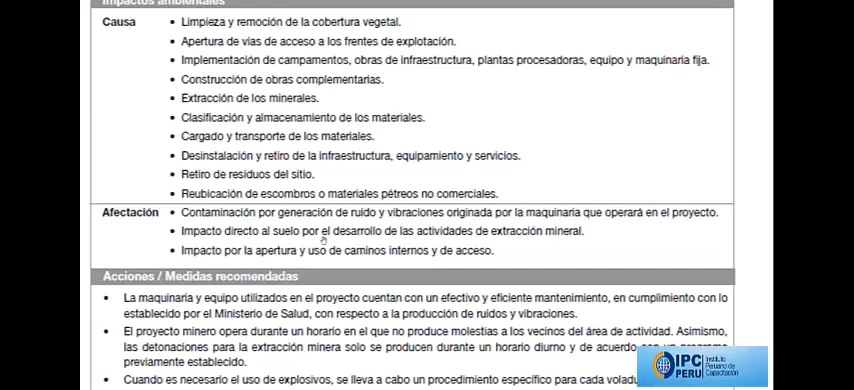 Impactos ambientales
Causa
• Limpieza y remoción de la cobertura vegetal.
• Apertura de vías de acceso a los frentes de explotación.
• Implementación de campamentos, obras de infraestructura, plantas procesadoras, equipo y maquinaria fija.
• Construcción de obras complementarias.
• Extracción de los minerales.
• Clasificación y almacenamiento de los materiales.
• Cargado y transporte de los materiales.
• Desinstalación y retiro de la infraestructura, equipamiento y servicios.
• Retiro de residuos del sitio.
• Reubicación de escombros o materiales pétreos no comerciales.
Afectación
• Contaminación por generación de ruido y vibraciones originada por la maquinaria que operará en el proyecto.
• Impacto directo al suelo por el desarrollo de las actividades de extracción mineral.
• Impacto por la apertura y uso de caminos internos y de acceso.
Acciones / Medidas recomendadas
• La maquinaria y equipo utilizados en el proyecto cuentan con un efectivo y eficiente mantenimiento, en cumplimiento con lo
establecido por el Ministerio de Salud, con respecto a la producción de ruidos y vibraciones.
• El proyecto minero opera durante un horario en el que no produce molestias a los vecinos del área de actividad. Asimismo,
las detonaciones para la extracción minera solo se producen durante un horario diurno y de acuerdo
previamente establecido.
• Cuando es necesario el uso de explosivos, se lleva a cabo un procedimiento específico para cada
IPC
PERU
Instituto
Peruano de
Capacitación